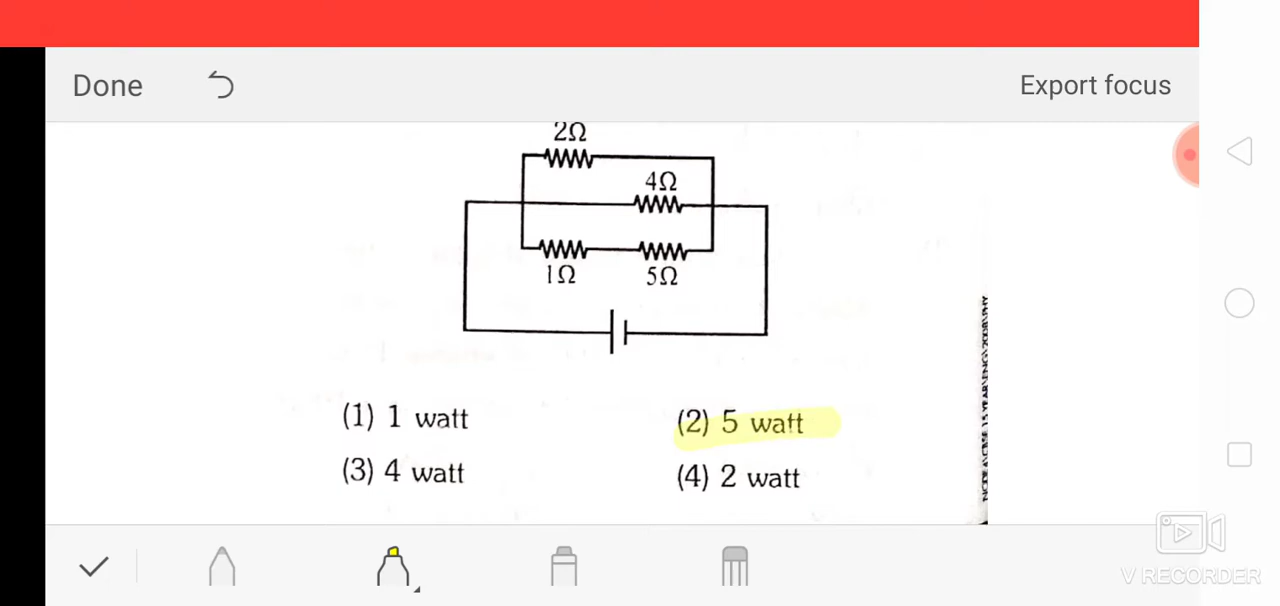 Done
Export focus
2Ω
4Ω
1Ω
5Ω
(1) 1 watt
(2) 5 watt
(3) 4 watt
(4) 2 watt
V RECORDER